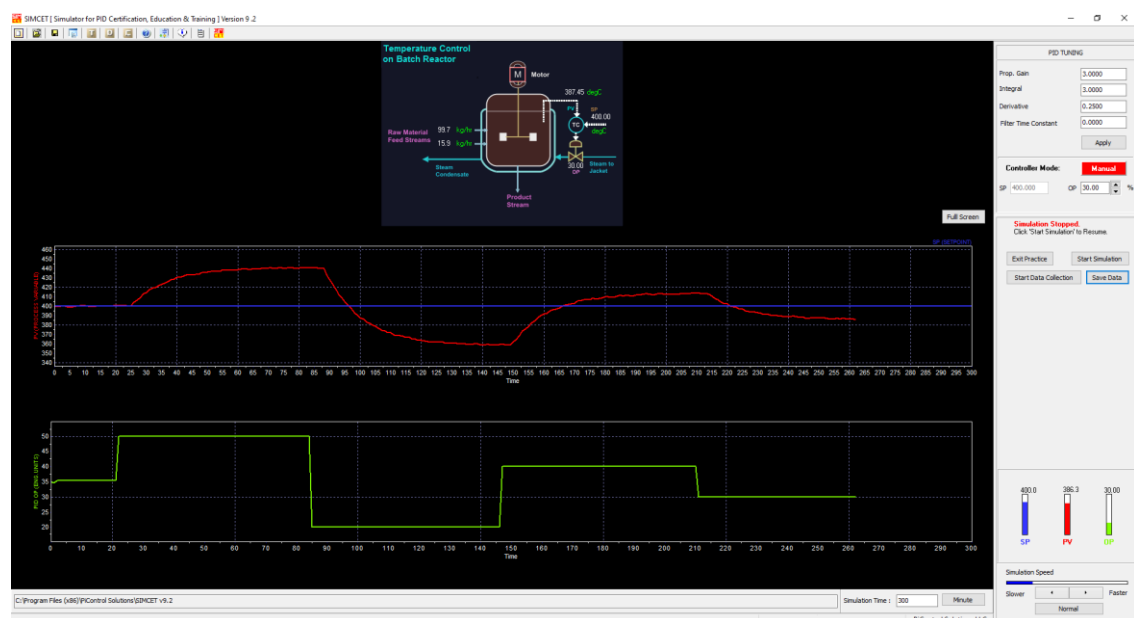 SIMCET [ Simulator for PID Certification, Education & Training ] Version 9 .2
Temperature Control
on Batch Reactor
M Motor
387.45 degC
PV SP
400.00
TC
degC
Raw Material
Feed Streams
99.7 kg/hr
15.9 kg/hr
Steam
Condensate
30.00
OP
Steam to
Jacket
Product
Stream
Full Screen
SP (SETPOINT)
460
450
440
430
420
410
400
390
380
370
360
350
340
0 5 10 15 20 25 30 35 40 45 50 55 60 65 70 75 80 85 90 95 100 105 110 115 120 125 130 135 140 145 150 155 160 165 170 175 180 185 190 195 200 205 210 215 220 225 230 235 240 245 250 255 260 265 270 275 280 285 290 295 300
Time
PID OP (ENG UNITS)
50
45
40
35
30
25
20
0 10 20 30 40 50 60 70 80 90 100 110 120 130 140 150 160 170 180 190 200 210 220 230 240 250 260 270 280 290 300
Time
C:\Program Files (x86)\PiControl Solutions\SIMCET v9.2
Simulation Time : 300 Minute
PID TUNING
Prop. Gain 3.0000
Integral 3.0000
Derivative 0.2500
Filter Time Constant 0.0000
Apply
Controller Mode: Manual
SP 400.000 OP 30.00 %
Simulation Stopped.
Click 'Start Simulation' to Resume.
Exit Practice Start Simulation
Start Data Collection Save Data
400.0 386.3 30.00
SP PV OP
Simulation Speed
Slower Faster
Normal